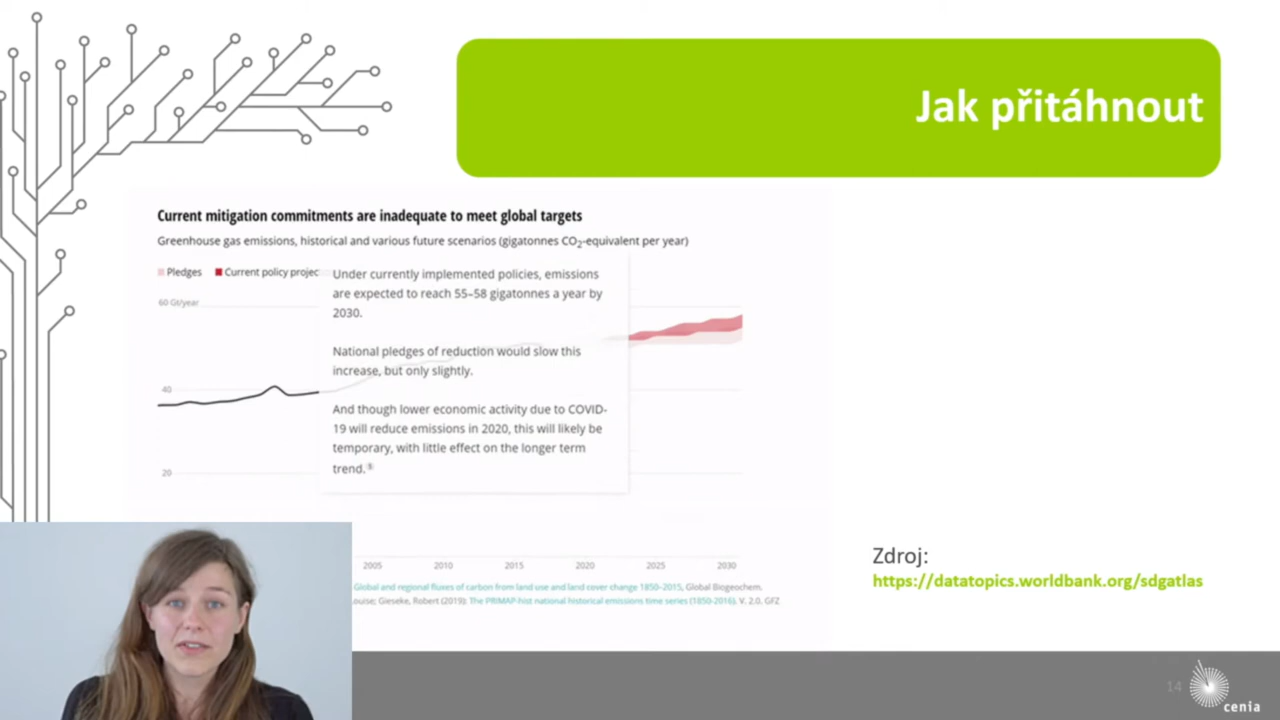 Jak přitáhnout
Current mitigation commitments are inadequate to meet global targets
Greenhouse gas emissions, historical and various future scenarios (gigatonnes CO₂-equivalent per year)
Pledges
Current policy projec
60 Gt/year
40
20
Under currently implemented policies, emissions
are expected to reach 55–58 gigatonnes a year by
2030.
National pledges of reduction would slow this
increase, but only slightly.
And though lower economic activity due to COVID-
19 will reduce emissions in 2020, this will likely be
temporary, with little effect on the longer term
trend.
2005 2010 2015 2020 2025 2030
Global and regional fluxes of carbon from land use and land cover change 1850–2015, Global Biogeochem.
ouise; Gieseke, Robert (2019): The PRIMAP-hist national historical emissions time series (1850-2016). V. 2.0. GFZ
Zdroj:
https://datatopics.worldbank.org/sdgatlas
14
cenia